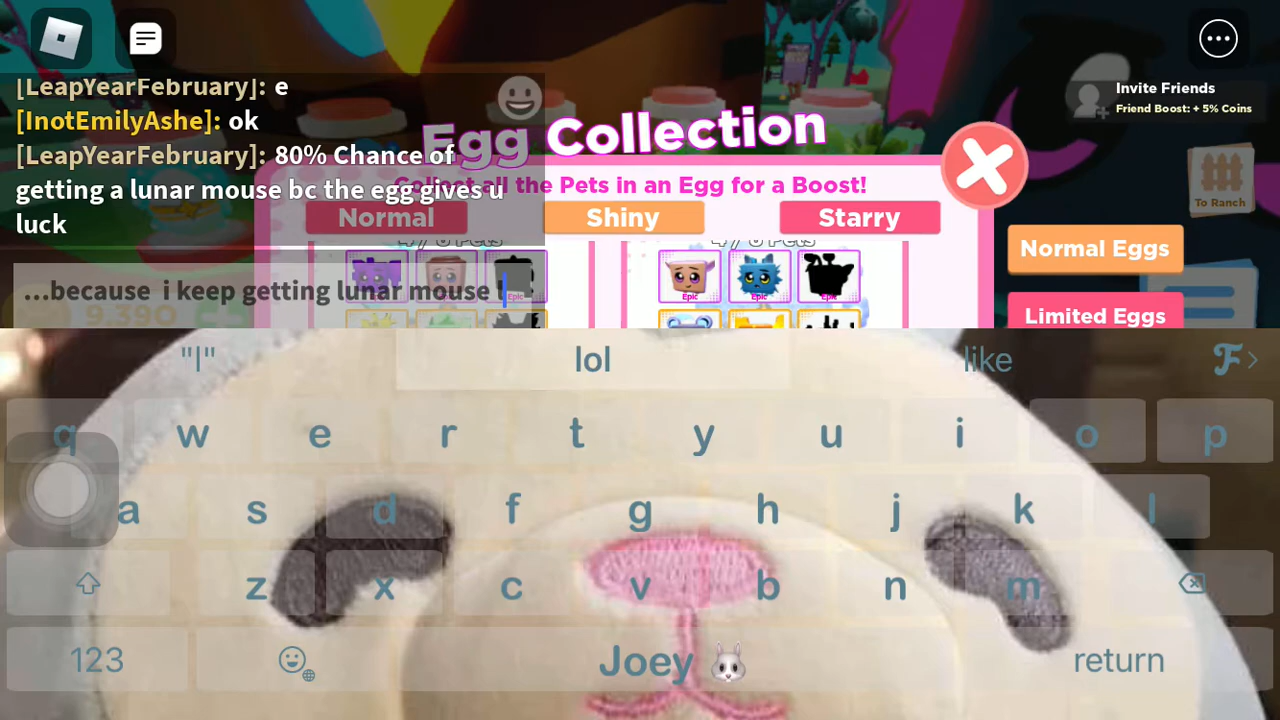 [LeapYearFebruary]: e
[InotEmilyAshe]: ok
[LeapYearFebruary]: 80% Chance of
getting a lunar mouse bc the egg gives u
luck
...because i keep getting lunar mouse
Invite Friends
Friend Boost: + 5% Coins
Egg Collection
all the Pets in an Egg for a Boost!
Normal Shiny Starry
To Ranch
Normal Eggs
Limited Eggs
Epic Epic Epic Epic
"|" lol like
q w e r t y u i o p
a s d f g h j k l
z x c v b n m
123 Joey 🐰 return